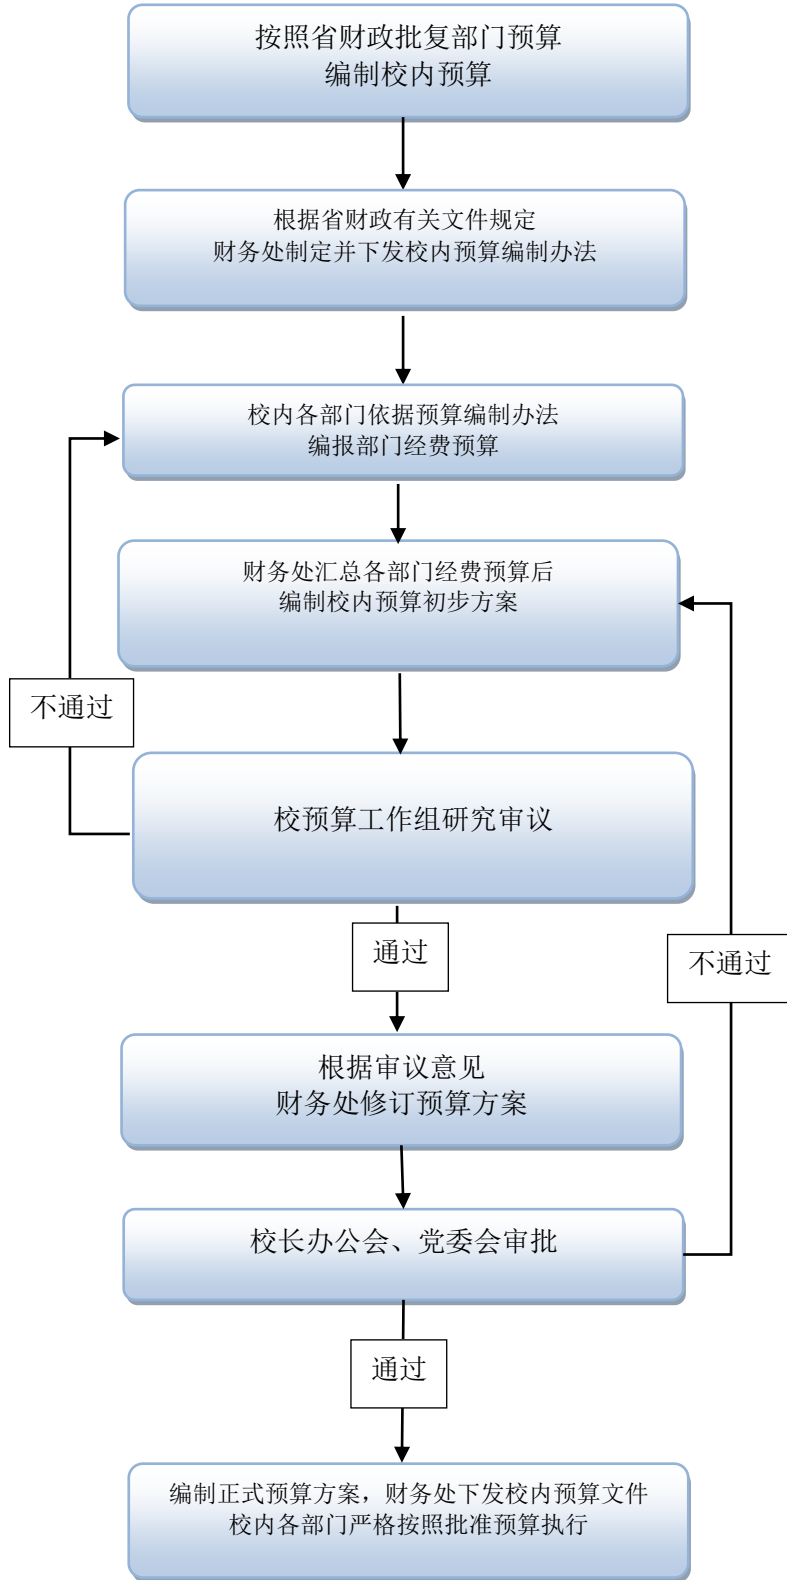 按照省财政批复部门预算
编制校内预算
根据省财政有关文件规定
财务处制定并下发校内预算编制办法
校内各部门依据预算编制办法
编报部门经费预算
财务处汇总各部门经费预算后
编制校内预算初步方案
不通过
校预算工作组研究审议
通过
不通过
根据审议意见
财务处修订预算方案
校长办公会、党委会审批
通过
编制正式预算方案，财务处下发校内预算文件
校内各部门严格按照批准预算执行